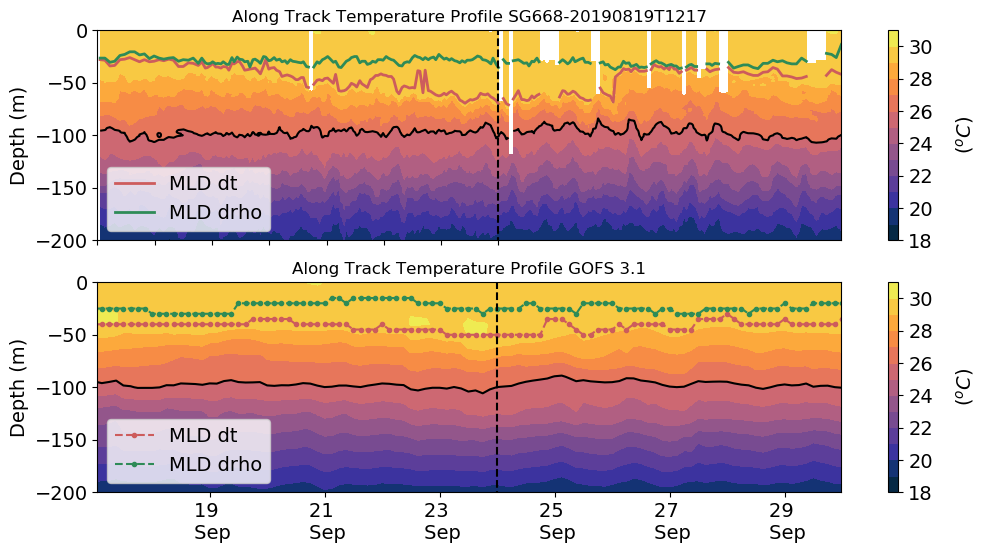 Along Track Temperature Profile SG668-20190819T1217
0
−50
−100
−150
−200
Depth (m)
MLD dt
MLD drho
30
28
26
24
22
20
18
(°C)
Along Track Temperature Profile GOFS 3.1
0
−50
−100
−150
−200
Depth (m)
MLD dt
MLD drho
19 21 23 25 27 29
Sep Sep Sep Sep Sep Sep
30
28
26
24
22
20
18
(°C)